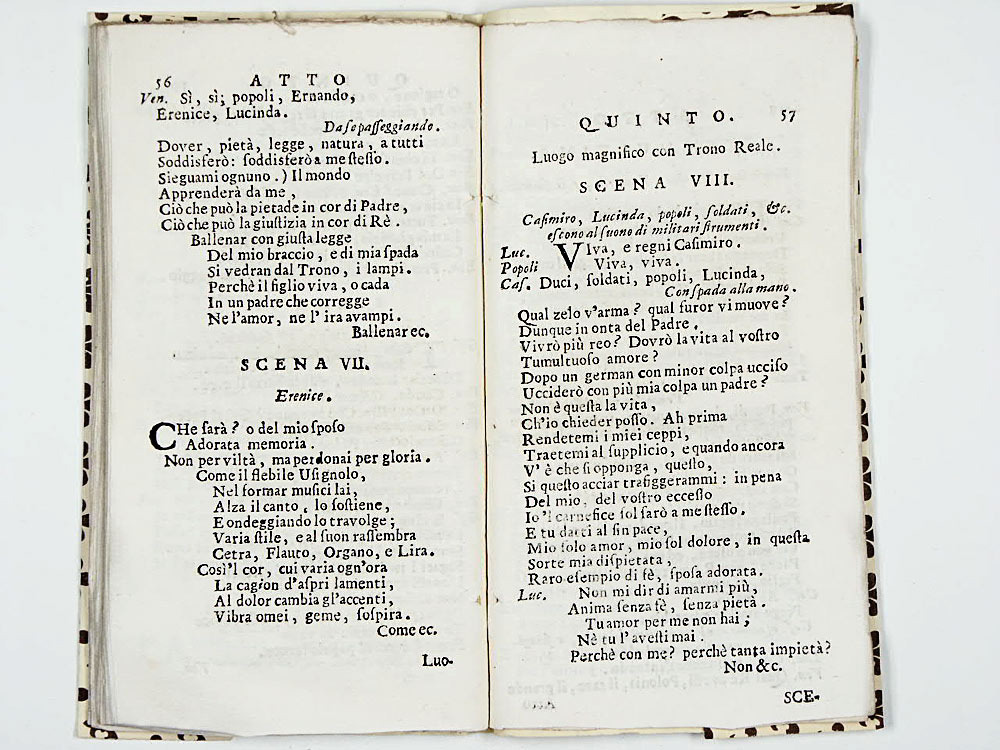 56 ATTO
Ven. Sì, sì; popoli, Ernando,
Erenice, Lucinda.
Da se passeggiando.
Dover, pietà, legge, natura, a tutti
Soddisferò: soddisferò a me stesso.
Sieguami ognuno.) Il mondo
Apprenderà da me,
Ciò che può la pietade in cor di Padre,
Ciò che può la giustizia in cor di Rè.
Ballenar con giusta legge
Del mio braccio, e di mia spada
Si vedran dal Trono, i lampi.
Perchè il figlio viva, o cada
In un padre che corregge
Ne l'amor, ne l'ira avampi.
Ballenar ec.
SCENA VII.
Erenice.
CHe farà? o del mio sposo
Adorata memoria.
Non per viltà, ma perdonai per gloria.
Come il flebile Usignolo,
Nel formar musici lai,
Alza il canto, lo sostiene,
E ondeggiando lo travolge;
Varia stile, e al suon rassembra
Cetra, Flauto, Organo, e Lira.
Così'l cor, cui varia ogn'ora
La cagion d'aspri lamenti,
Al dolor cambia gl'accenti,
Vibra omei, geme, sospira.
Come ec.
Luo-
QUINTO. 57
Luogo magnifico con Trono Reale.
SCENA VIII.
Casimiro, Lucinda, popoli, soldati, &c.
escono al suono di militari strumenti.
Luc. VIva, e regni Casimiro.
Popoli Viva, viva.
Cas. Duci, soldati, popoli, Lucinda,
Con spada alla mano.
Qual zelo v'arma? qual furor vi muove?
Dunque in onta del Padre,
Vivrò più reo? Dovrò la vita al vostro
Tumultuoso amore?
Dopo un german con minor colpa ucciso
Ucciderò con più mia colpa un padre?
Non è questa la vita,
Ch'io chieder posso. Ah prima
Rendetemi i miei ceppi,
Traetemi al supplicio, e quando ancora
V'è che si opponga, questo,
Si questo acciar trafiggerammi: in pena
Del mio, del vostro eccesso
Io 'l carnefice sol sarò a me stesso.
E tu datti al fin pace,
Mio solo amor, mio sol dolore, in questa
Sorte mia dispietata,
Raro esempio di fè, sposa adorata.
Luc. Non mi dir di amarmi più,
Anima senza fè, senza pietà.
Tu amor per me non hai;
Nè tu l'avesti mai.
Perchè con me? perchè tanta impietà?
Non &c.
SCE-